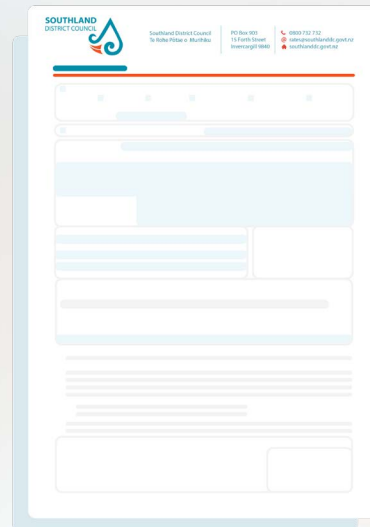 SOUTHLAND
DISTRICT COUNCIL
Southland District Council
Te Rohe Pōtae o Murihiku
PO Box 903
15 Forth Street
Invercargill 9840
0800 732 732
sales@southlanddc.govt.nz
southlanddc.govt.nz